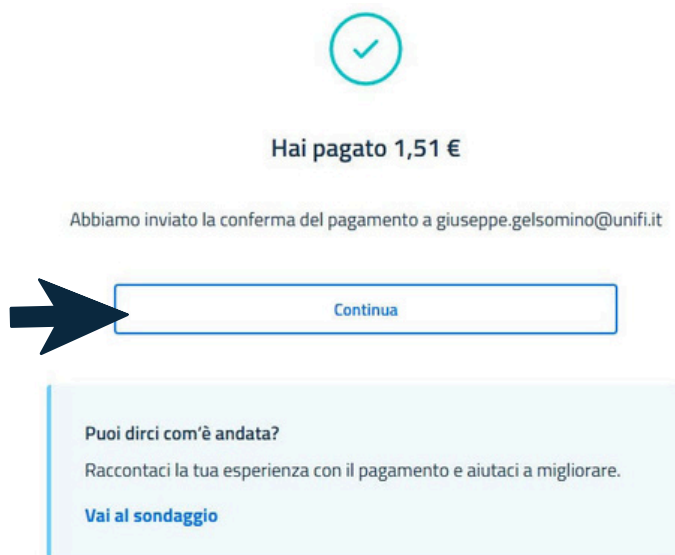 Hai pagato 1,51 €
Abbiamo inviato la conferma del pagamento a giuseppe.gelsomino@unifi.it
Continua
Puoi dirci com'è andata?
Raccontaci la tua esperienza con il pagamento e aiutaci a migliorare.
Vai al sondaggio